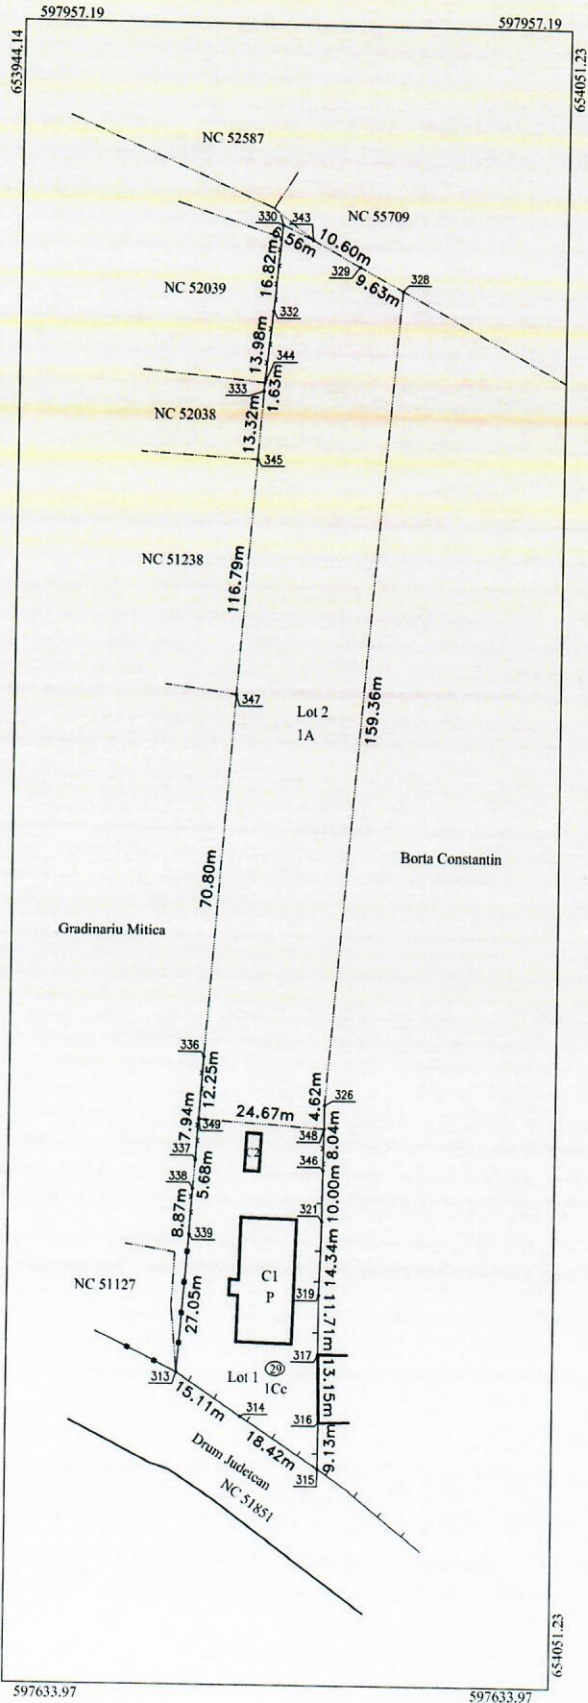 597957.19
597957.19
653944.14
654051.23
NC 52587
NC 55709
330
343
6.56m
10.60m
329
9.63m
328
16.82m
NC 52039
332
13.98m
344
333
1.63m
NC 52038
13.32m
345
NC 51238
116.79m
347
Lot 2
1A
159.36m
70.80m
Borta Constantin
Gradinariu Mitica
336
12.25m
4.62m
326
24.67m
7.94m
349
348
8.04m
337
346
5.68m
338
10.00m
321
8.87m
339
14.34m
C1
P
319
NC 51127
27.05m
11.71m
317
29
Lot 1
1Cc
13.15m
313
15.11m
314
316
18.42m
9.13m
315
Drum Judetean
NC 51851
654051.23
597633.97
597633.97